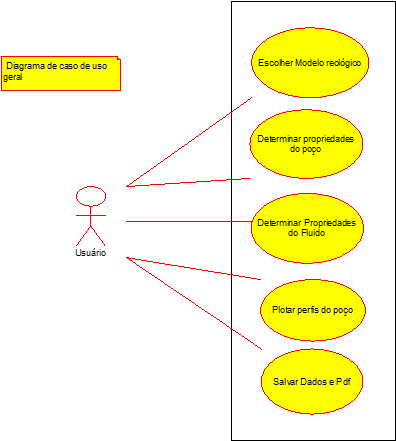 Diagrama de caso de uso
geral
Escolher Modelo reológico
Determinar propriedades
do poço
Determinar Propriedades
do Fluido
Usuário
Plotar perfis do poço
Salvar Dados e Pdf